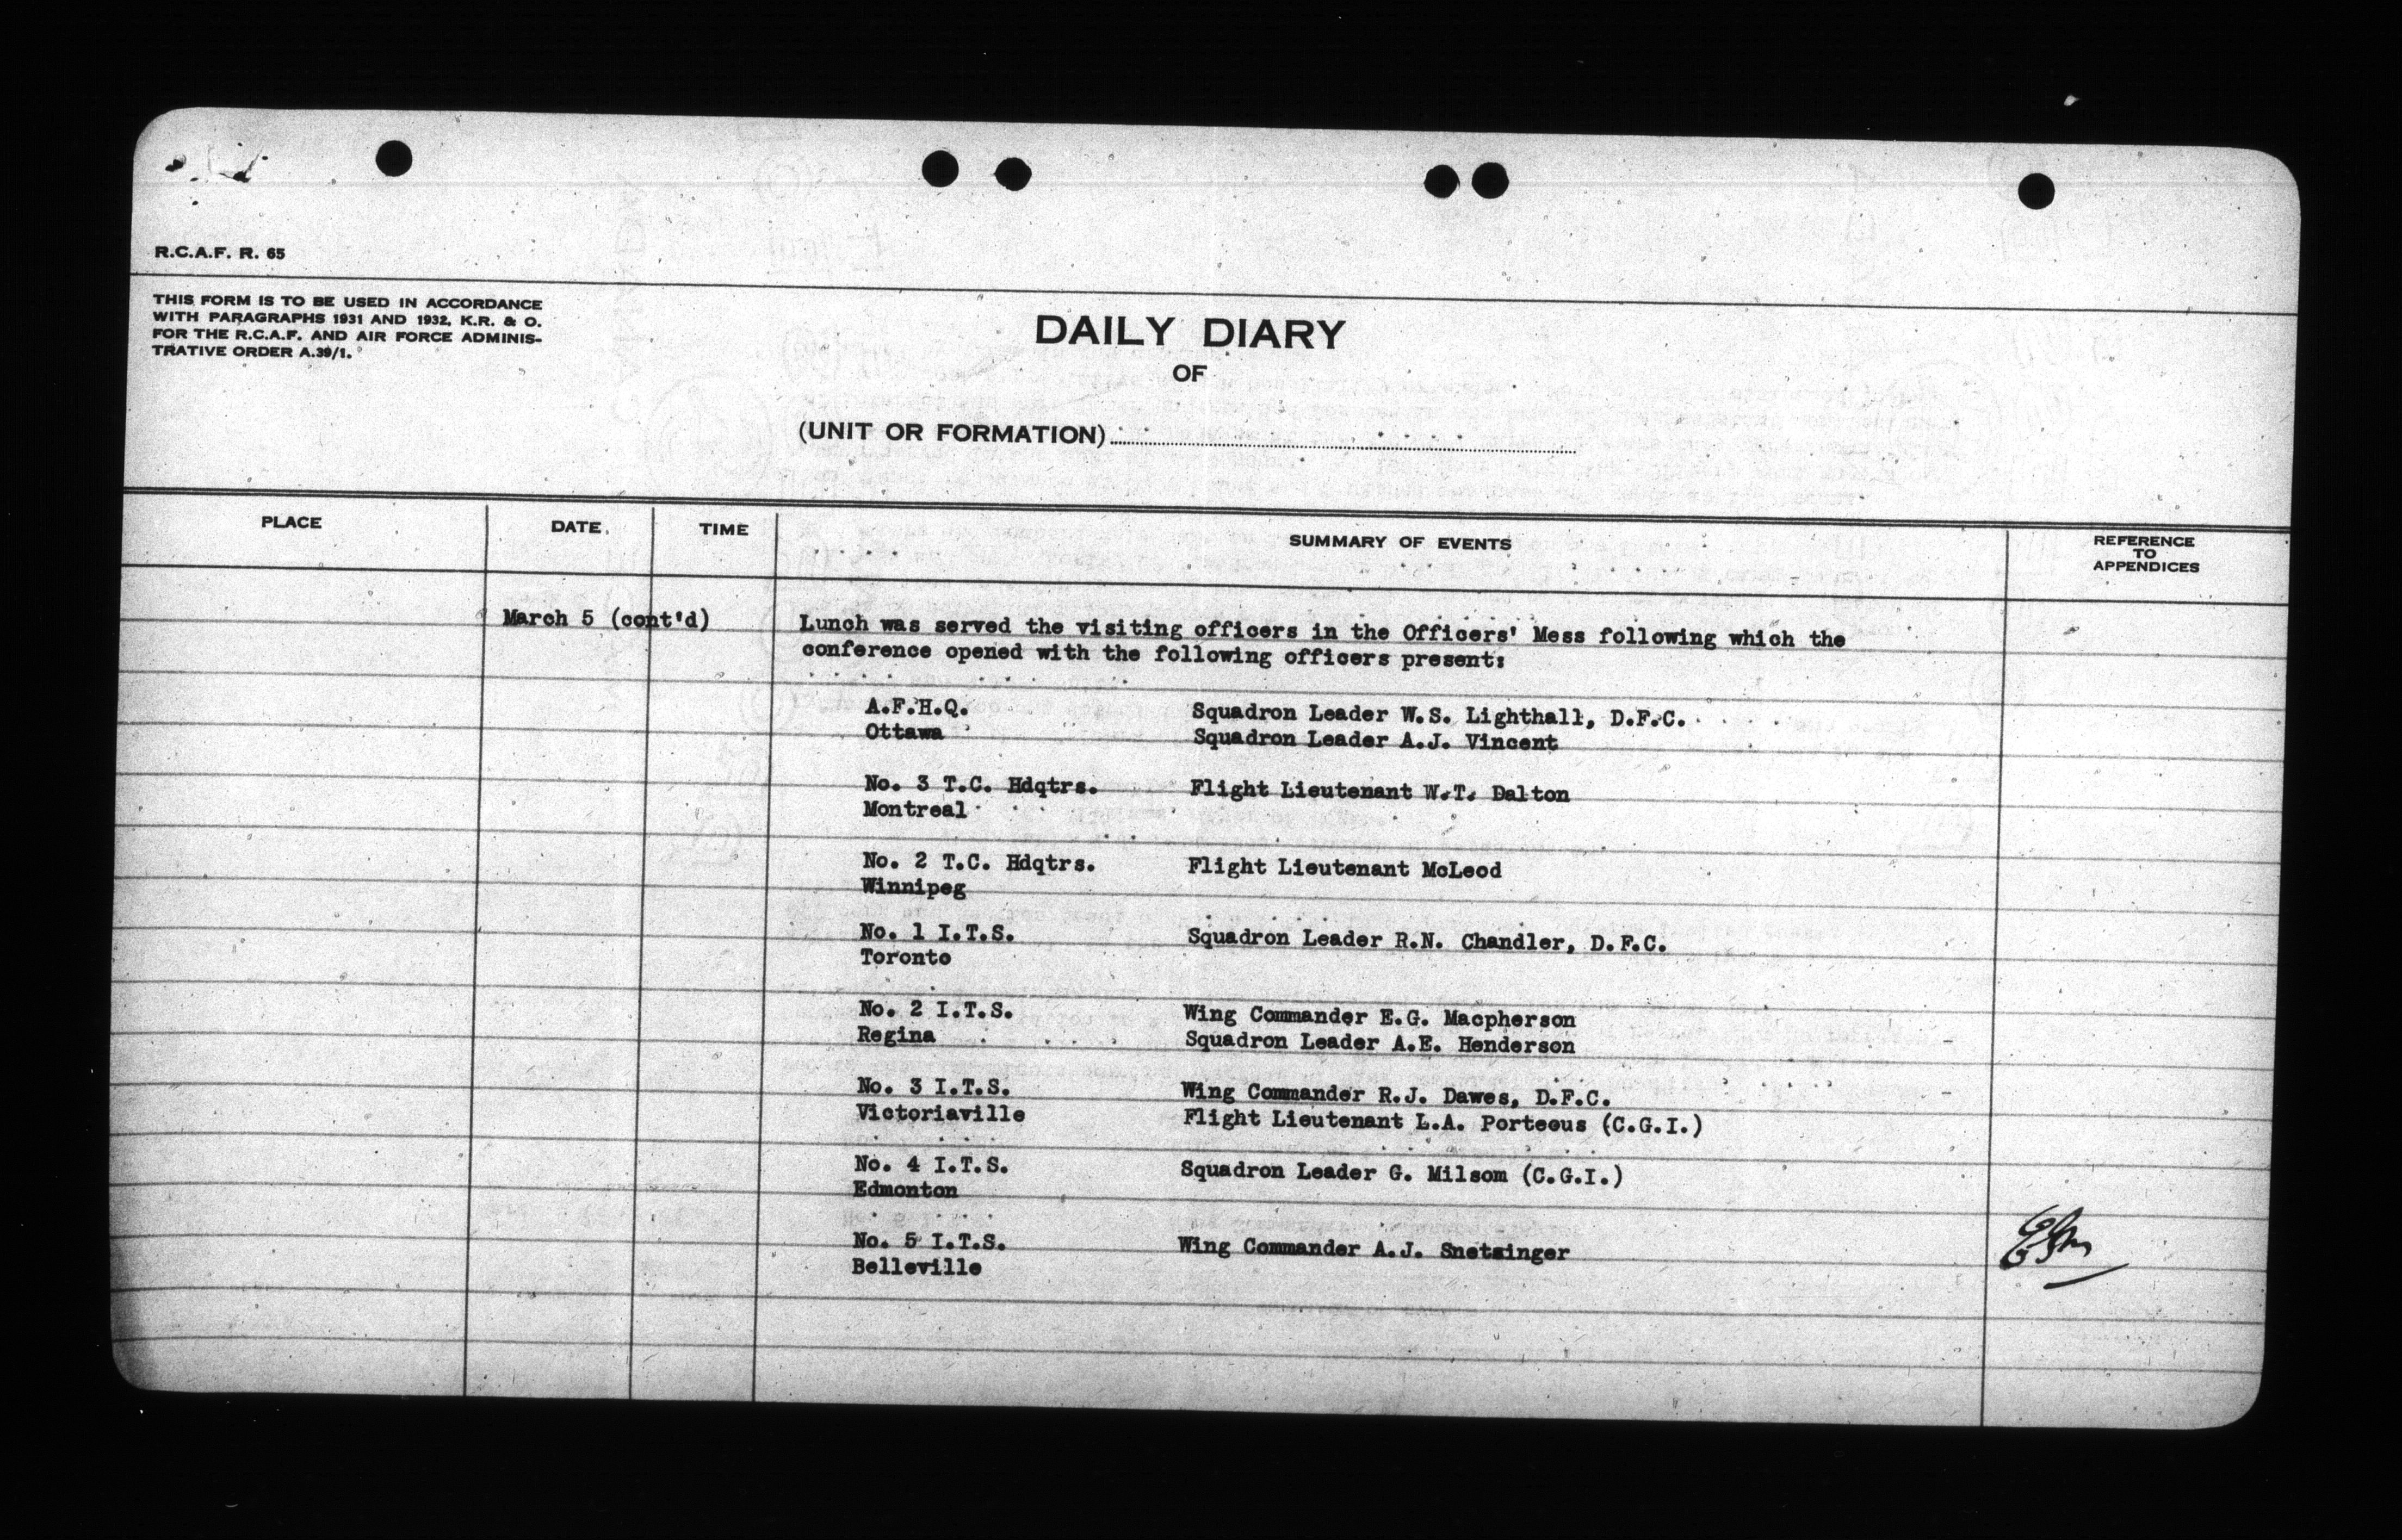 R.C.A.F. R. 65
THIS FORM IS TO BE USED IN ACCORDANCE
WITH PARAGRAPHS 1931 AND 1932, K.R. & O.
FOR THE R.C.A.F. AND AIR FORCE ADMINIS-
TRATIVE ORDER A.39/1.
DAILY DIARY
OF
(UNIT OR FORMATION)
PLACE DATE TIME SUMMARY OF EVENTS REFERENCE
TO
APPENDICES
March 5 (cont'd) Lunch was served the visiting officers in the Officers' Mess following which the
conference opened with the following officers present:
A.F.H.Q. Squadron Leader W.S. Lighthall, D.F.C.
Ottawa Squadron Leader A.J. Vincent
No. 3 T.C. Hdqtrs. Flight Lieutenant W.T. Dalton
Montreal
No. 2 T.C. Hdqtrs. Flight Lieutenant McLeod
Winnipeg
No. 1 I.T.S. Squadron Leader R.N. Chandler, D.F.C.
Toronto
No. 2 I.T.S. Wing Commander E.G. Macpherson
Regina Squadron Leader A.E. Henderson
No. 3 I.T.S. Wing Commander R.J. Dawes, D.F.C.
Victoriaville Flight Lieutenant L.A. Porteous (C.G.I.)
No. 4 I.T.S. Squadron Leader G. Milsom (C.G.I.)
Edmonton
No. 5 I.T.S. Wing Commander A.J. Snetsinger
Belleville